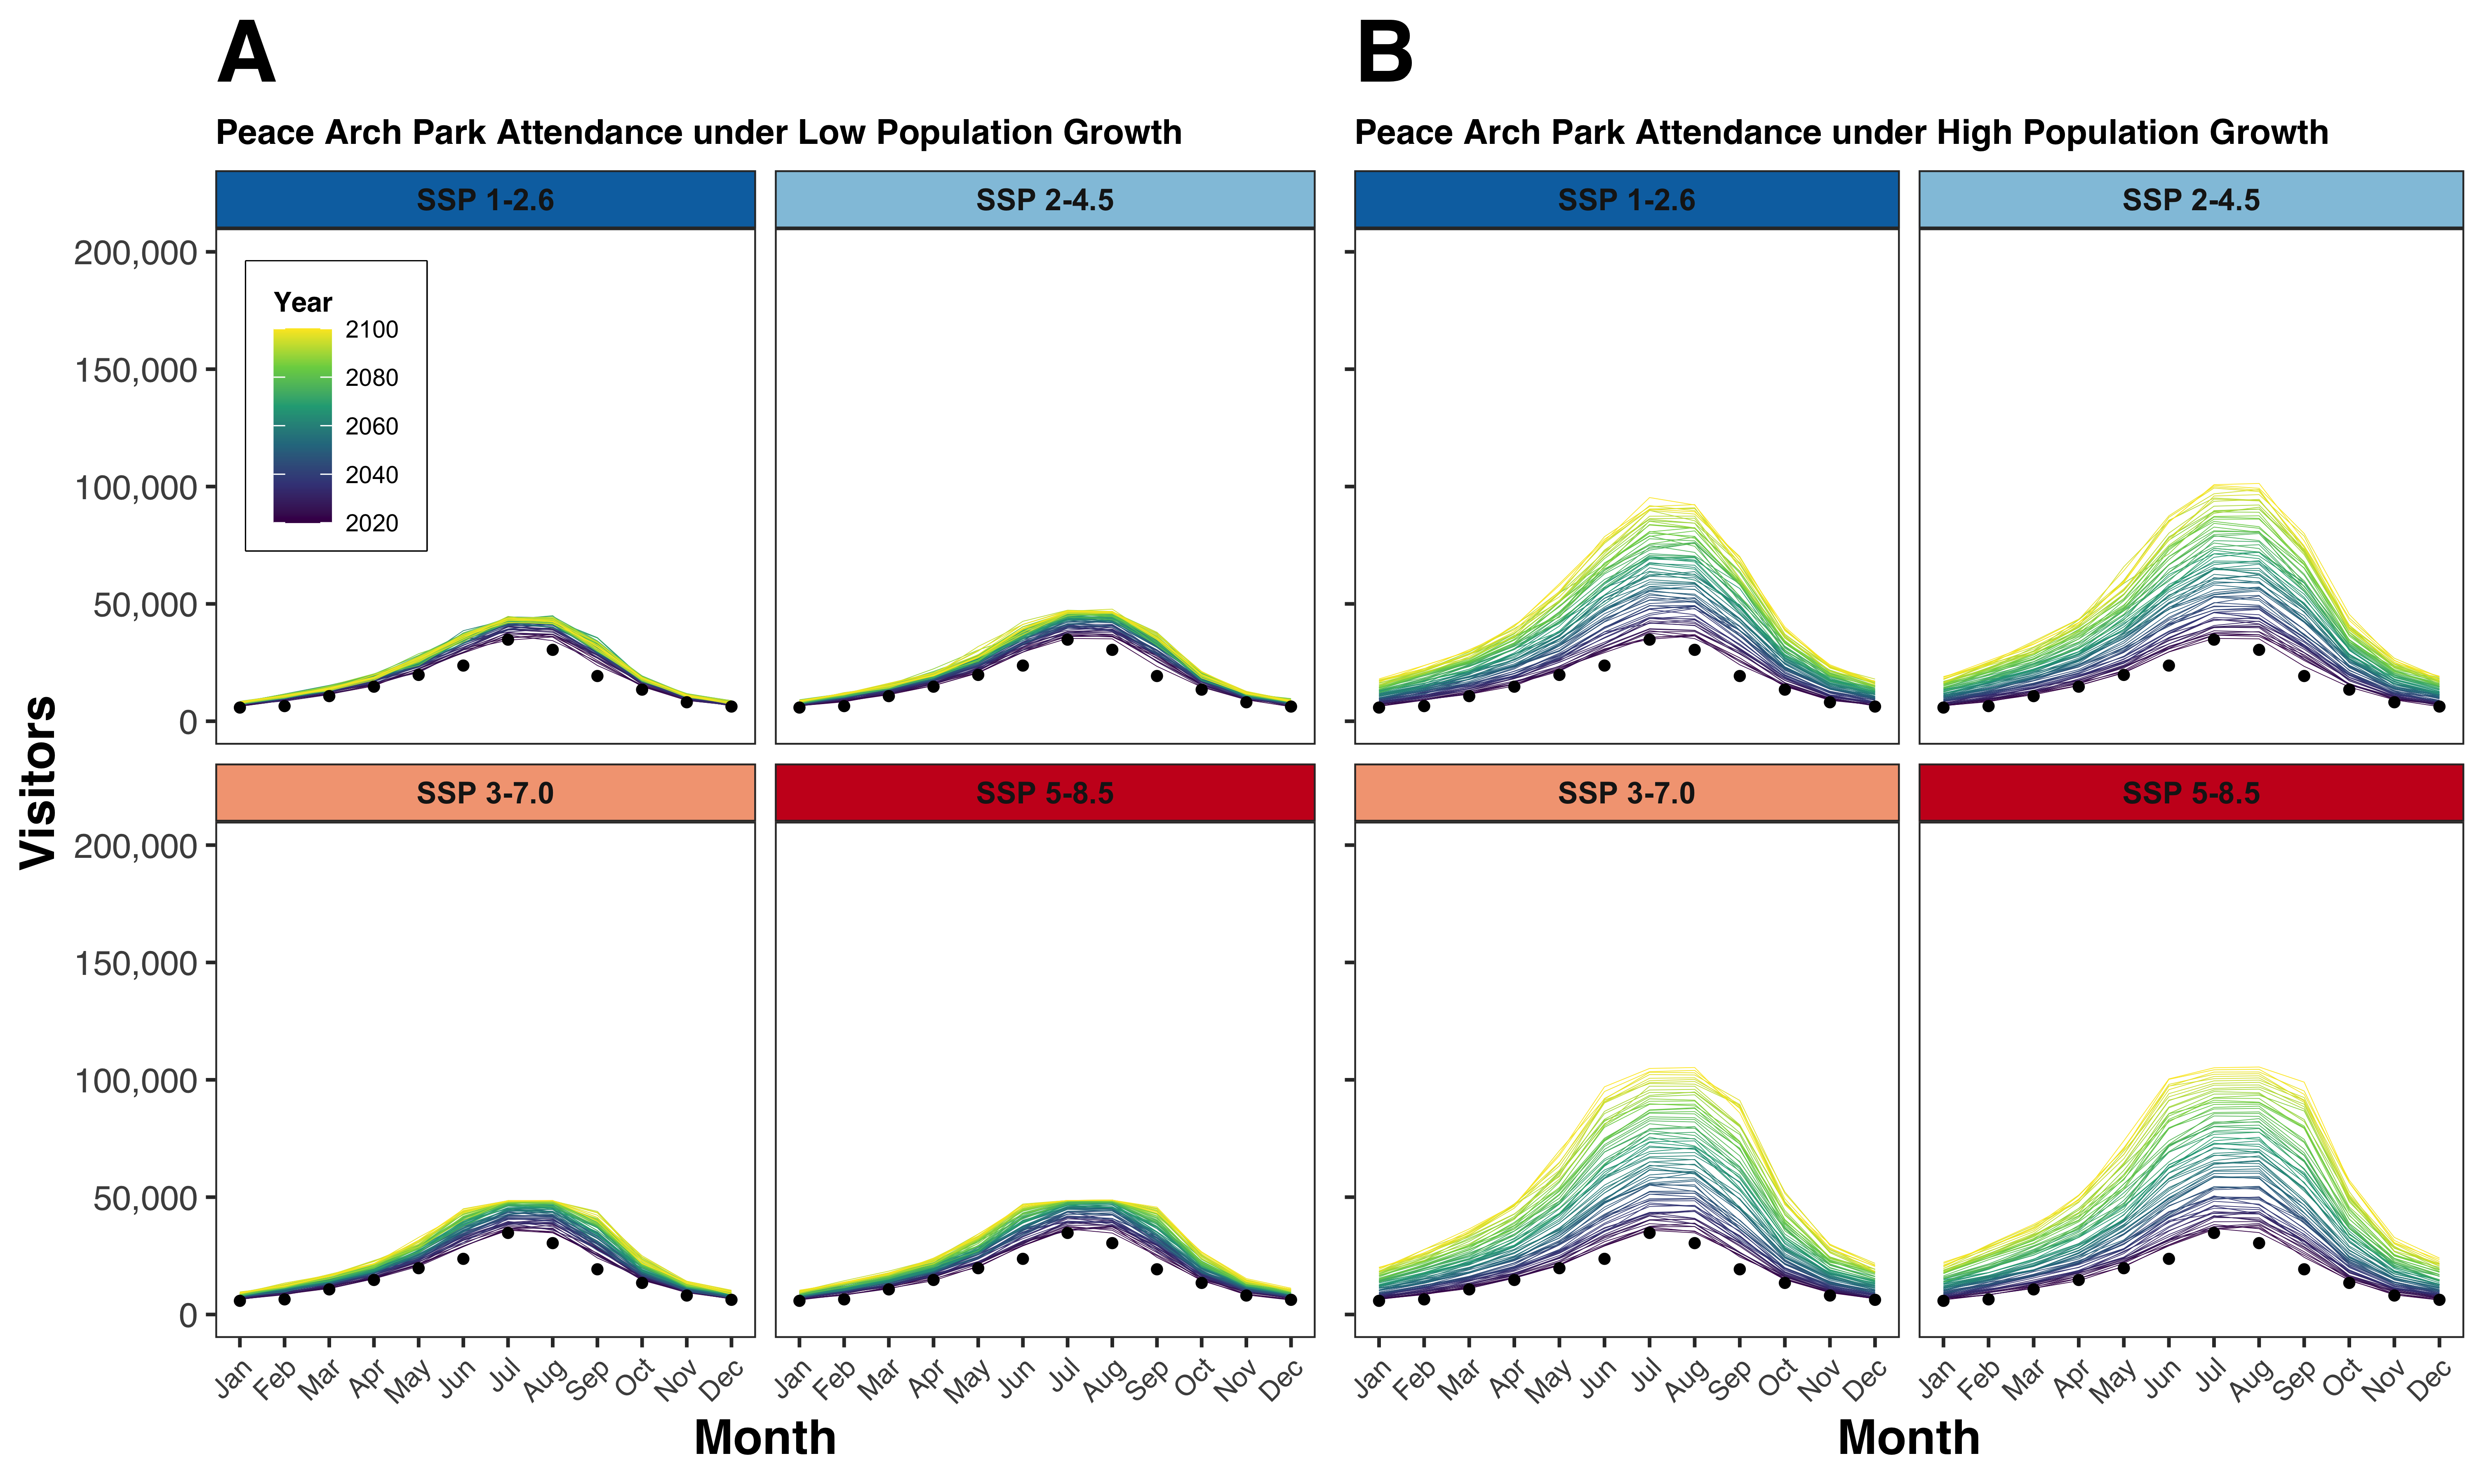 A
B
Peace Arch Park Attendance under Low Population Growth
Peace Arch Park Attendance under High Population Growth
SSP 1-2.6
SSP 2-4.5
SSP 1-2.6
SSP 2-4.5
200,000
150,000
100,000
50,000
0
Year
2100
2080
2060
2040
2020
SSP 3-7.0
SSP 5-8.5
SSP 3-7.0
SSP 5-8.5
200,000
150,000
100,000
50,000
0
Visitors
Jan Feb Mar Apr May Jun Jul Aug Sep Oct Nov Dec
Jan Feb Mar Apr May Jun Jul Aug Sep Oct Nov Dec
Jan Feb Mar Apr May Jun Jul Aug Sep Oct Nov Dec
Jan Feb Mar Apr May Jun Jul Aug Sep Oct Nov Dec
Month
Month